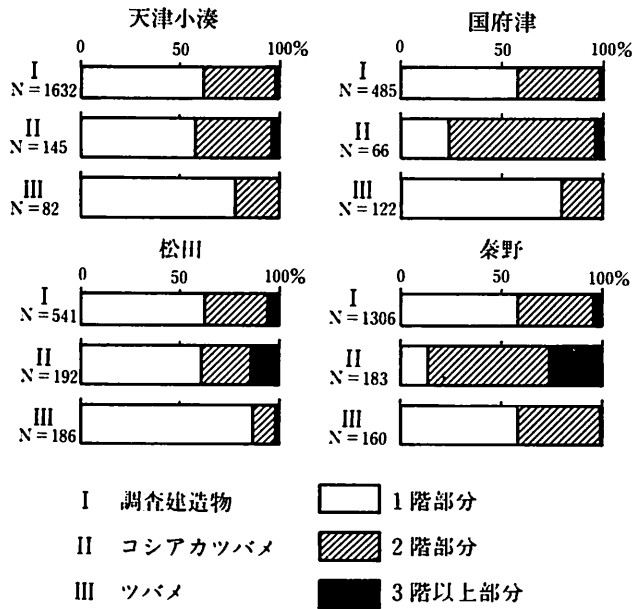 天津小湊
0 50 100%
I
N=1632
II
N=145
III
N=82
国府津
0 50 100%
I
N=485
II
N=66
III
N=122
松田
0 50 100%
I
N=541
II
N=192
III
N=186
秦野
0 50 100%
I
N=1306
II
N=183
III
N=160
I 調査建造物
II コシアカツバメ
III ツバメ
1階部分
2階部分
3階以上部分